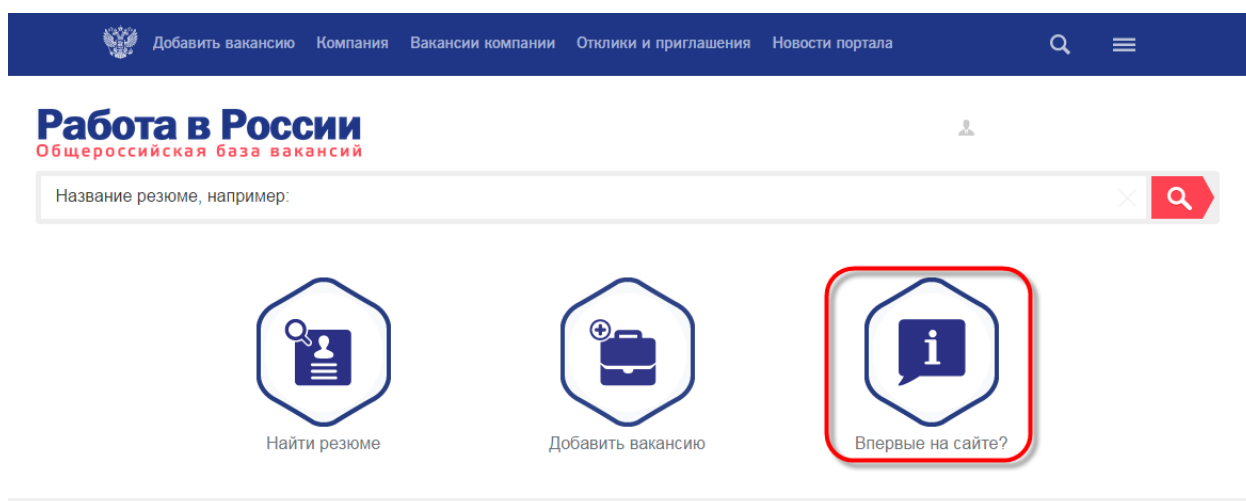 Добавить вакансию Компания Вакансии компании Отклики и приглашения Новости портала
Работа в России
Общероссийская база вакансий
Название резюме, например:
Найти резюме Добавить вакансию Впервые на сайте?